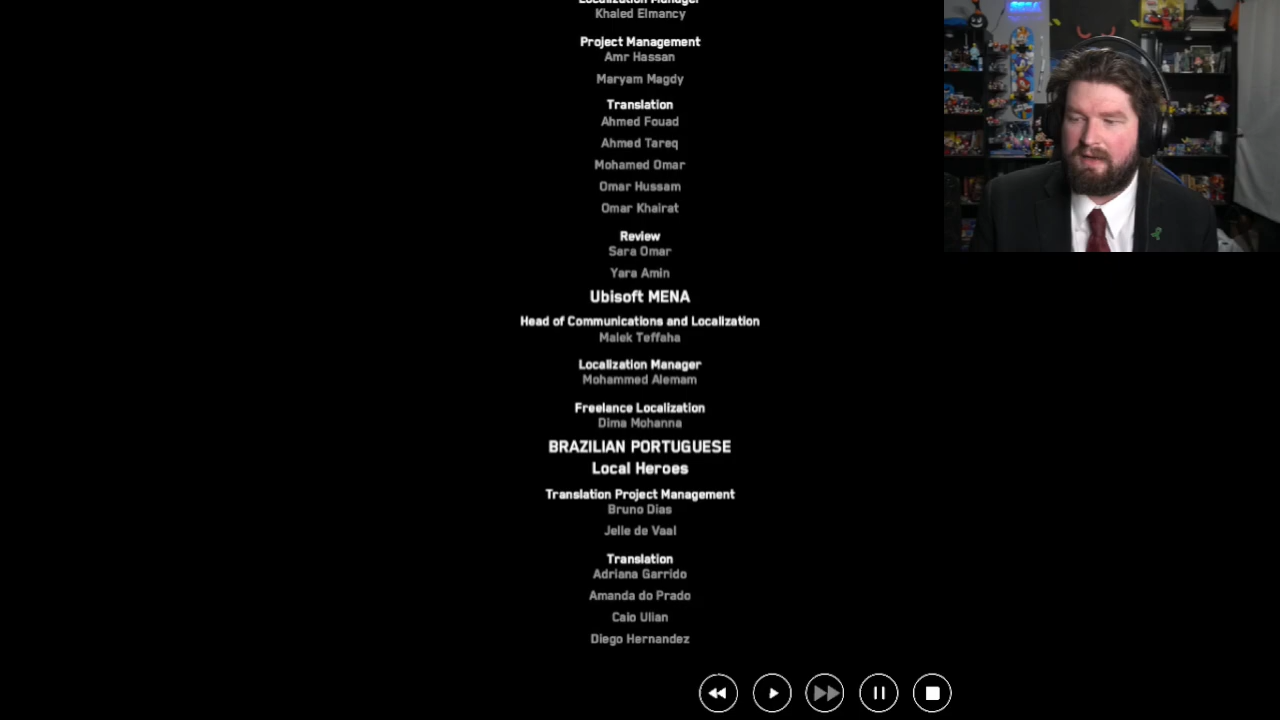 Localization Manager
Khaled Elmancy
Project Management
Amr Hassan
Maryam Magdy
Translation
Ahmed Fouad
Ahmed Tareq
Mohamed Omar
Omar Hussam
Omar Khairat
Review
Sara Omar
Yara Amin
Ubisoft MENA
Head of Communications and Localization
Malek Teffaha
Localization Manager
Mohammed Alemam
Freelance Localization
Dima Mohanna
BRAZILIAN PORTUGUESE
Local Heroes
Translation Project Management
Bruno Dias
Jelle de Vaal
Translation
Adriana Garrido
Amanda do Prado
Caio Ulian
Diego Hernandez
SEGA